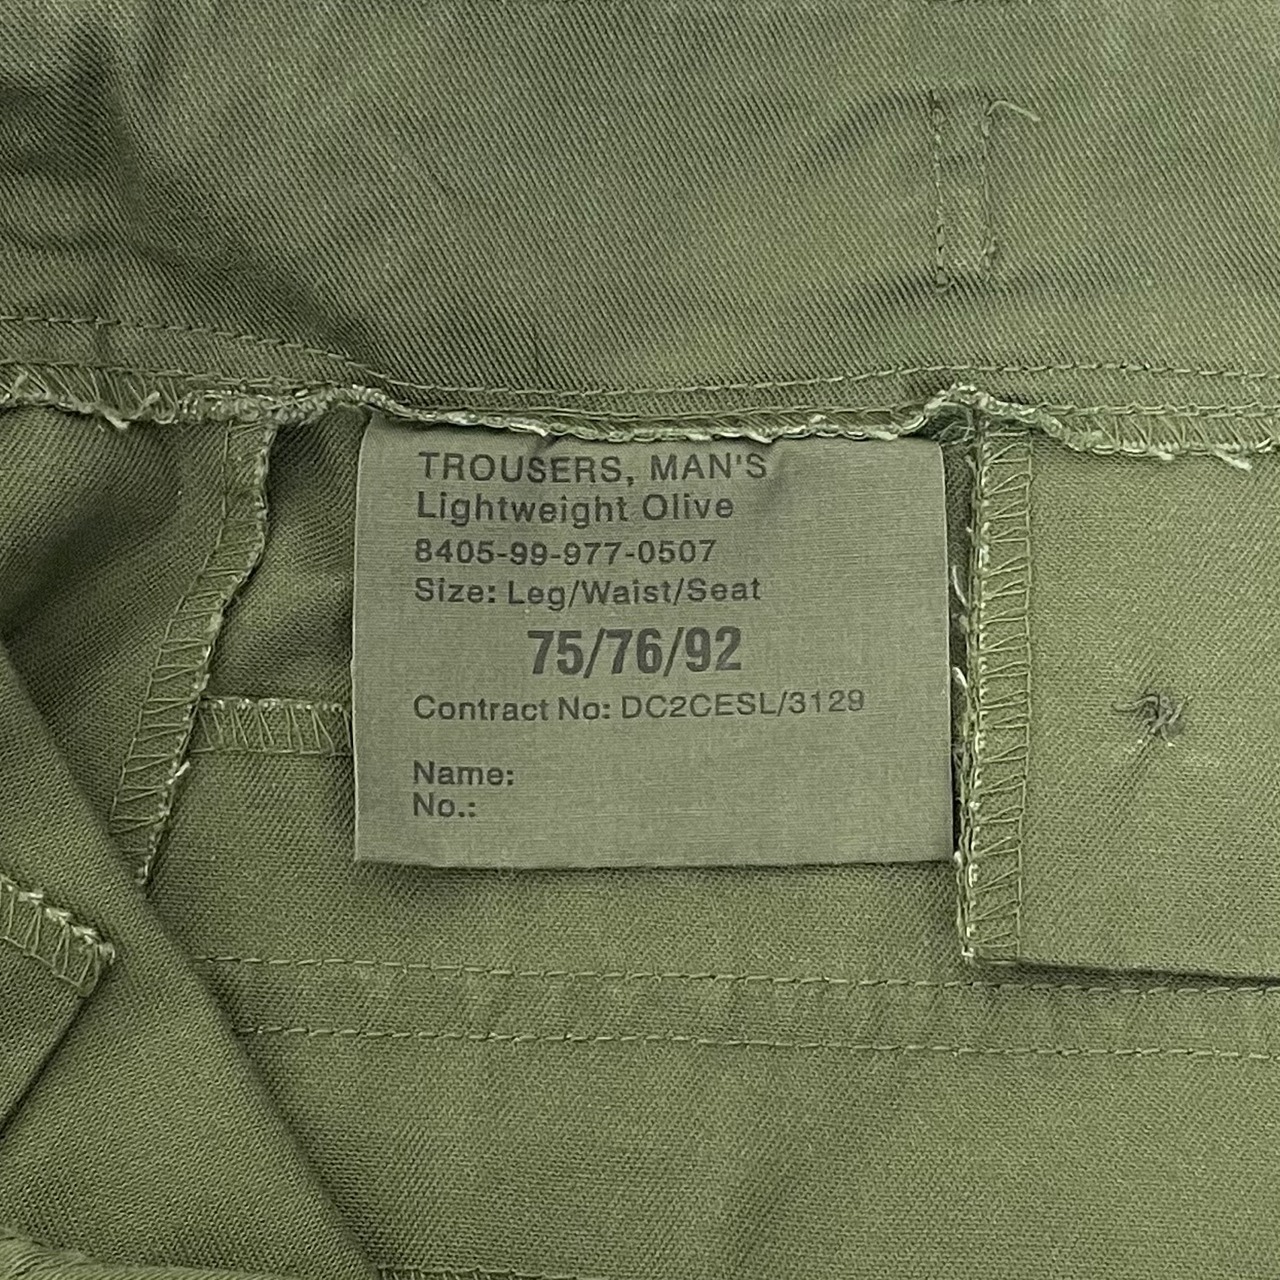 TROUSERS, MAN'S
Lightweight Olive
8405-99-977-0507
Size: Leg/Waist/Seat
75/76/92
Contract No: DC2CESL/3129
Name:
No.: